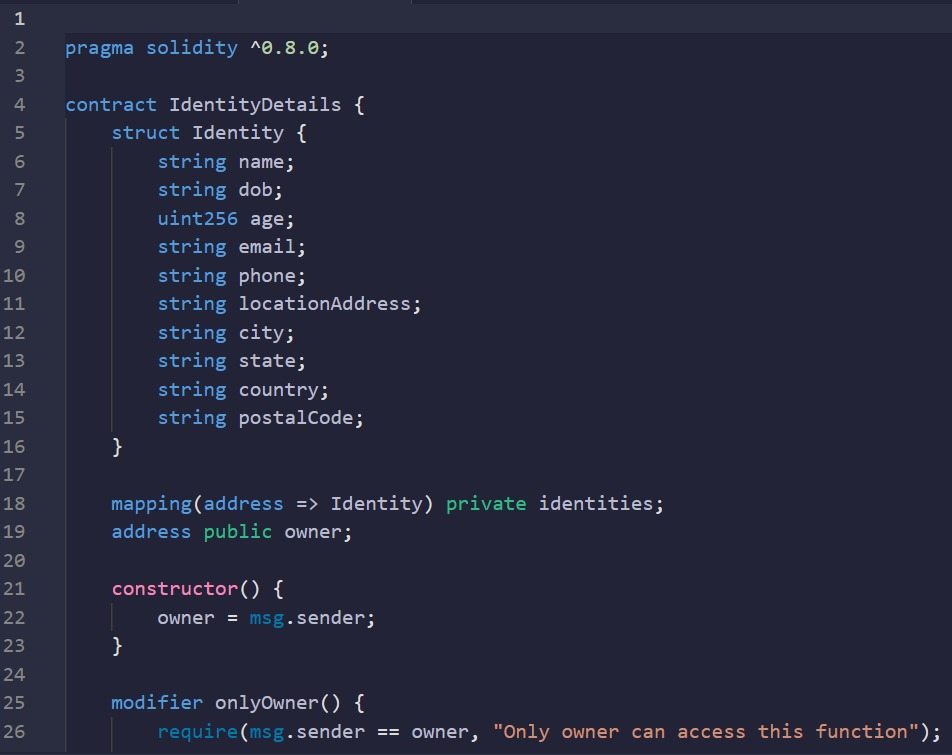 1
2 pragma solidity ^0.8.0;
3
4 contract IdentityDetails {
5     struct Identity {
6         string name;
7         string dob;
8         uint256 age;
9         string email;
10         string phone;
11         string locationAddress;
12         string city;
13         string state;
14         string country;
15         string postalCode;
16     }
17
18     mapping(address => Identity) private identities;
19     address public owner;
20
21     constructor() {
22         owner = msg.sender;
23     }
24
25     modifier onlyOwner() {
26         require(msg.sender == owner, "Only owner can access this function");